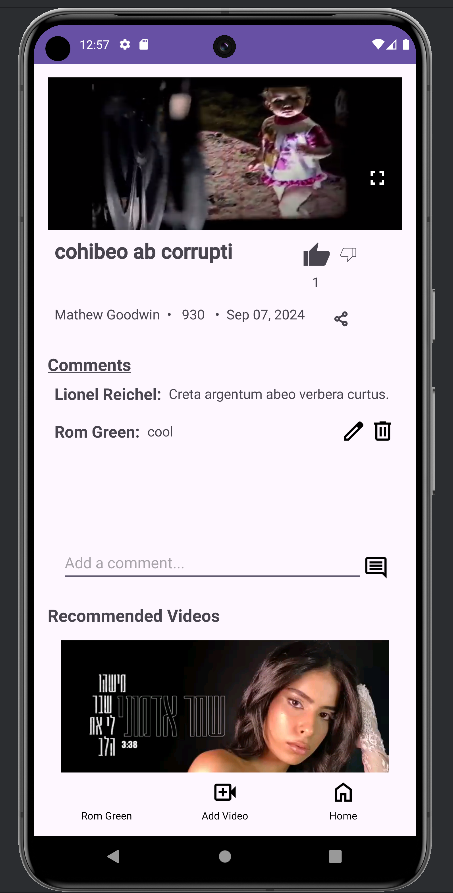 12:57
cohibeo ab corrupti
1
Mathew Goodwin • 930 • Sep 07, 2024
Comments
Lionel Reichel: Creta argentum abeo verbera curtus.
Rom Green: cool
Add a comment...
Recommended Videos
מישהו
שבר
לי את
הלב
שחר אדמוני
3:38
Rom Green
Add Video
Home